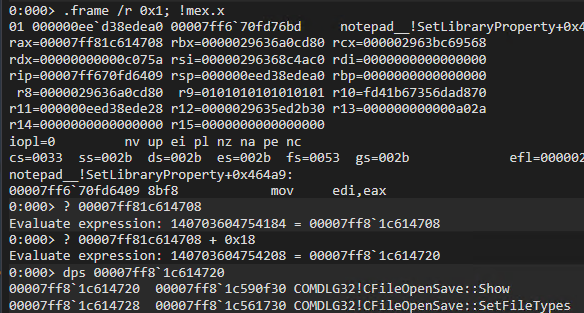 0:000> .frame /r 0x1; !mex.x
01 000000ee`d38edea0 00007ff6`70fd76bd     notepad__!SetLibraryProperty+0x4
rax=00007ff81c614708 rbx=0000029636a0cd80 rcx=000002963bc69568
rdx=00000000000c075a rsi=0000029636​8c4ac0 rdi=0000000000000000
rip=00007ff670fd6409 rsp=000000eed38edea0 rbp=0000000000000000
 r8=0000029636a0cd80  r9=0101010101010101 r10=fd41b67356dad870
r11=000000eed38ede28 r12=0000029635ed2b30 r13=000000000000a02a
r14=0000000000000000 r15=0000000000000000
iopl=0         nv up ei pl nz na pe nc
cs=0033  ss=002b  ds=002b  es=002b  fs=0053  gs=002b             efl=000002
notepad__!SetLibraryProperty+0x464a9:
00007ff6`70fd6409 8bf8            mov     edi,eax
0:000> ? 00007ff81c614708
Evaluate expression: 140703604754184 = 00007ff8`1c614708
0:000> ? 00007ff81c614708 + 0x18
Evaluate expression: 140703604754208 = 00007ff8`1c614720
0:000> dps 00007ff8`1c614720
00007ff8`1c614720  00007ff8`1c590f30 COMDLG32!CFileOpenSave::Show
00007ff8`1c614728  00007ff8`1c561730 COMDLG32!CFileOpenSave::SetFileTypes